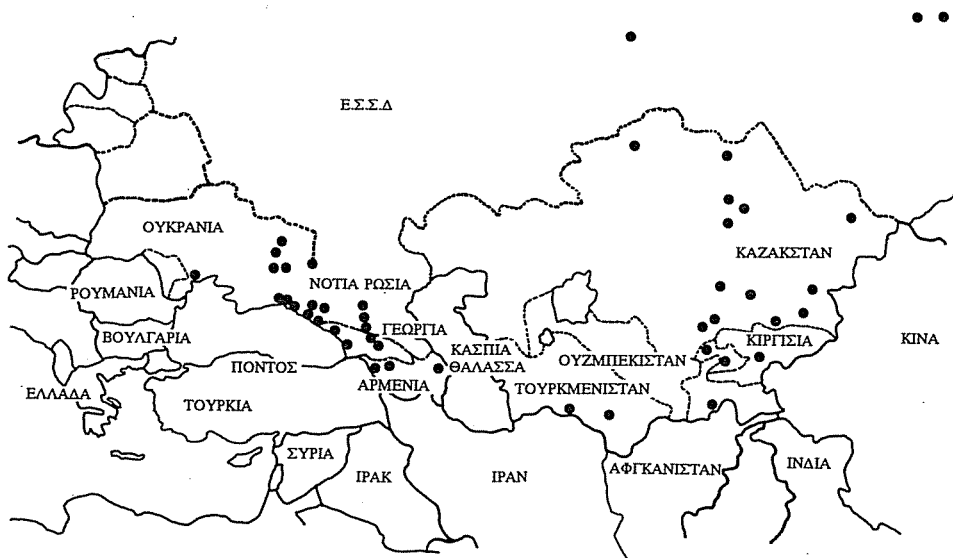 Ε.Σ.Σ.Δ
ΟΥΚΡΑΝΙΑ
ΚΑΖΑΚΣΤΑΝ
ΝΟΤΙΑ ΡΩΣΙΑ
ΡΟΥΜΑΝΙΑ
ΓΕΩΡΓΙΑ
ΒΟΥΛΓΑΡΙΑ
ΚΙΡΓΙΣΙΑ
ΚΙΝΑ
ΚΑΣΠΙΑ
ΘΑΛΑΣΣΑ
ΟΥΖΜΠΕΚΙΣΤΑΝ
ΠΟΝΤΟΣ
ΑΡΜΕΝΙΑ
ΤΟΥΡΚΜΕΝΙΣΤΑΝ
ΕΛΛΑΔΑ
ΤΟΥΡΚΙΑ
ΣΥΡΙΑ
ΙΡΑΚ
ΙΡΑΝ
ΑΦΓΚΑΝΙΣΤΑΝ
ΙΝΔΙΑ